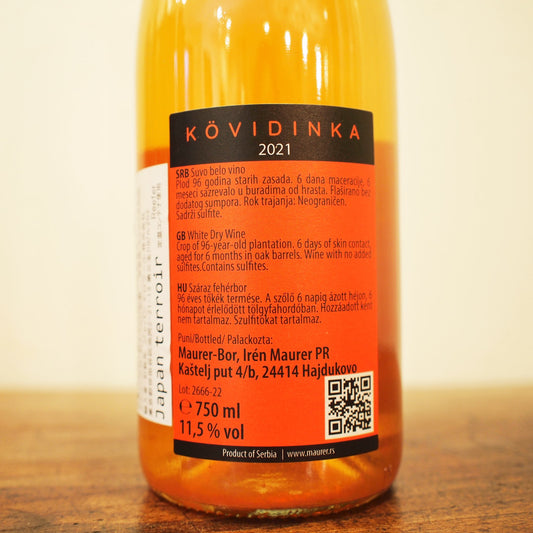 KÖVIDINKA
2021
SRB Suvo belo vino
Plod 96 godina starih zasada. 6 dana maceracije, 6
meseci sazrevalo u buradima od hrasta. Flaširano bez
dodatog sumpora. Rok trajanja: Neograničen.
Sadrži sulfite.
GB White Dry Wine
Crop of 96-year-old plantation. 6 days of skin contact,
aged for 6 months in oak barrels. Wine with no added
sulfites.Contains sulfites.
HU Száraz fehérbor
96 éves tőkék termése. A szőlő 6 napig ázott héjon, 6
hónapot érlelődött tölgyfahordóban. Hozzáadott ként
nem tartalmaz. Szulfitokat tartalmaz.
Puni/Bottled/ Palackozta:
Maurer-Bor, Irén Maurer PR
Kaštelj put 4/b, 24414 Hajdukovo
Lot: 2666-22
℮ 750 ml
11,5 % vol
Product of Serbia | www.maurer.rs
Japan terroir